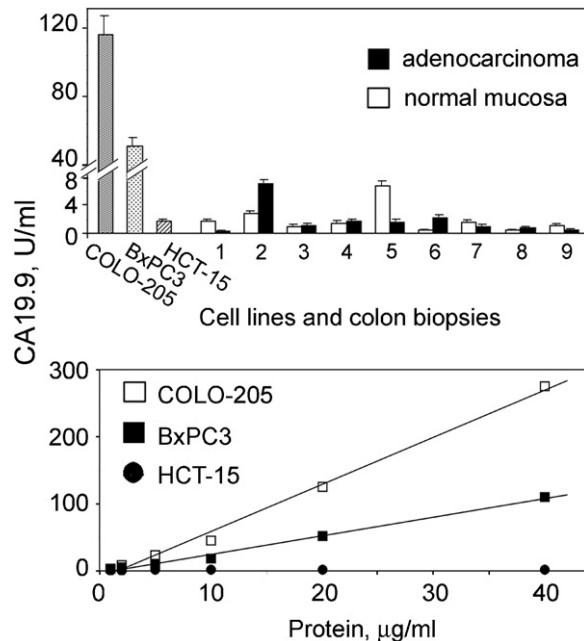 120
80
40
8
4
0
CA19.9, U/ml
adenocarcinoma
normal mucosa
COLO-205
BxPC3
HCT-15
1 2 3 4 5 6 7 8 9
Cell lines and colon biopsies
300
200
100
0
COLO-205
BxPC3
HCT-15
0 10 20 30 40
Protein, µg/ml